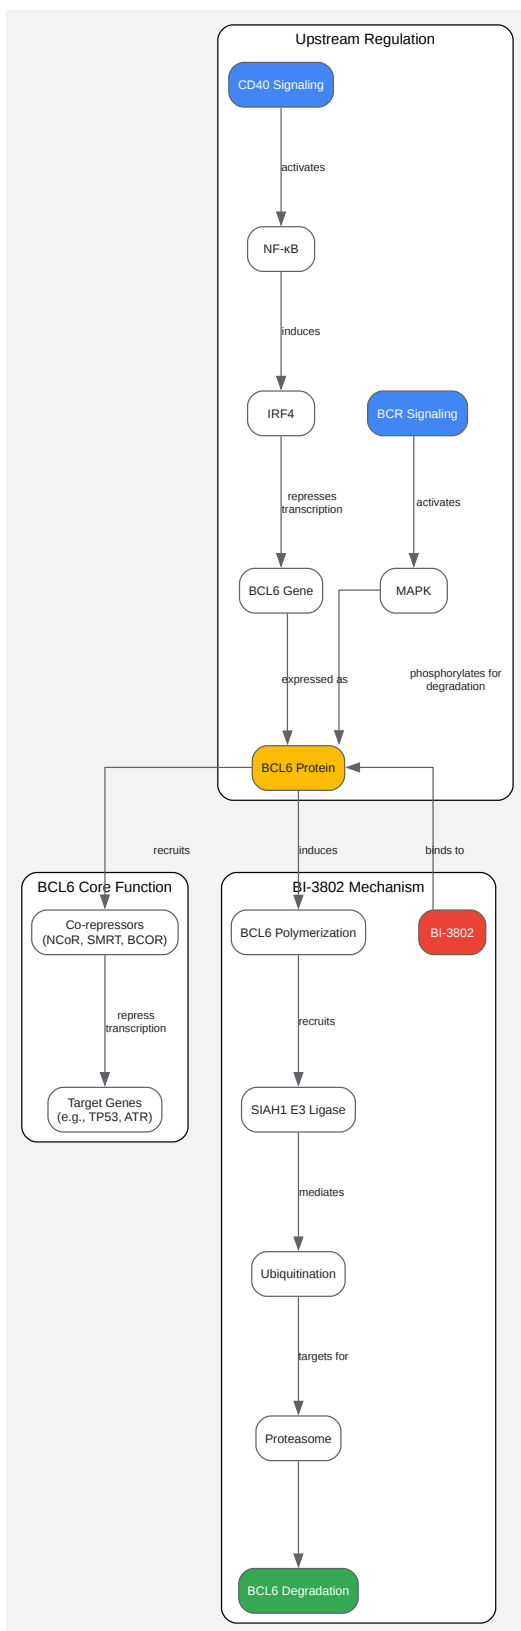 Upstream Regulation
CD40 Signaling
activates
NF-κB
induces
IRF4
BCR Signaling
represses
transcription
activates
BCL6 Gene
MAPK
expressed as
phosphorylates for
degradation
BCL6 Protein
recruits
induces
binds to
BCL6 Core Function
BI-3802 Mechanism
Co-repressors
(NCoR, SMRT, BCOR)
BCL6 Polymerization
BI-3802
repress
transcription
recruits
Target Genes
(e.g., TP53, ATR)
SIAH1 E3 Ligase
mediates
Ubiquitination
targets for
Proteasome
BCL6 Degradation